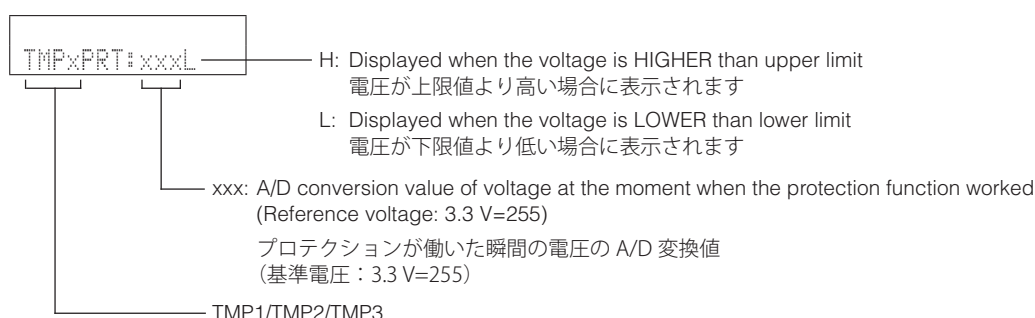 TMPxPRT:xxxL
H: Displayed when the voltage is HIGHER than upper limit
電圧が上限値より高い場合に表示されます
L: Displayed when the voltage is LOWER than lower limit
電圧が下限値より低い場合に表示されます
xxx: A/D conversion value of voltage at the moment when the protection function worked
(Reference voltage: 3.3 V=255)
プロテクションが働いた瞬間の電圧の A/D 変換値
（基準電圧：3.3 V=255）
TMP1/TMP2/TMP3